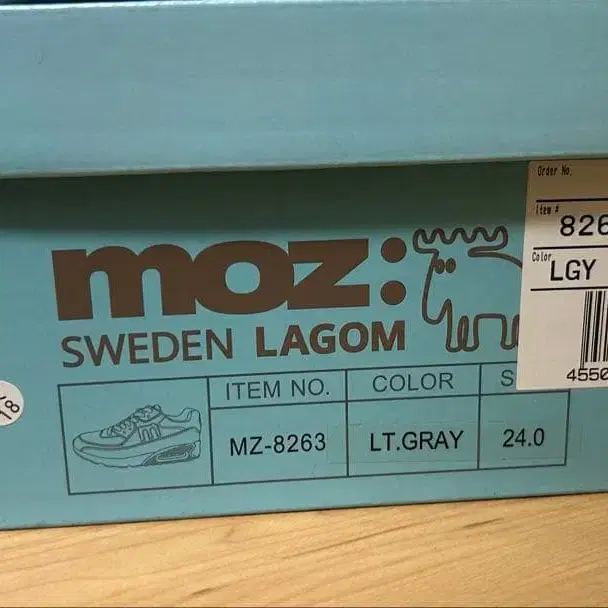 Order No.
Item #
826
Color
LGY
4550
moz:
SWEDEN LAGOM
ITEM NO. COLOR S
MZ-8263 LT.GRAY 24.0
18